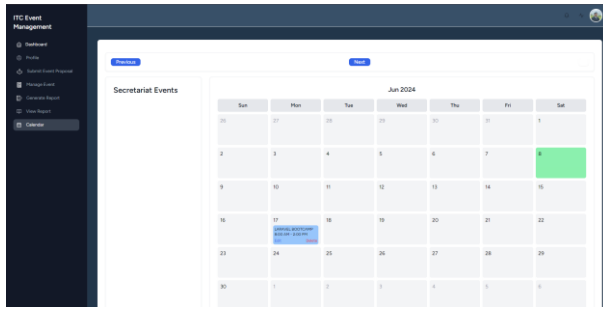 ITC Event
Management
Dashboard
Profile
Submit Event Proposal
Manage Event
Generate Report
View Report
Calendar
Previous
Next
Secretariat Events
Jun 2024
Sun Mon Tue Wed Thu Fri Sat
26 27 28 29 30 31 1
2 3 4 5 6 7 8
9 10 11 12 13 14 15
16 17 18 19 20 21 22
LARAVEL BOOTCAMP
23 24 25 26 27 28 29
30 1 2 3 4 5 6